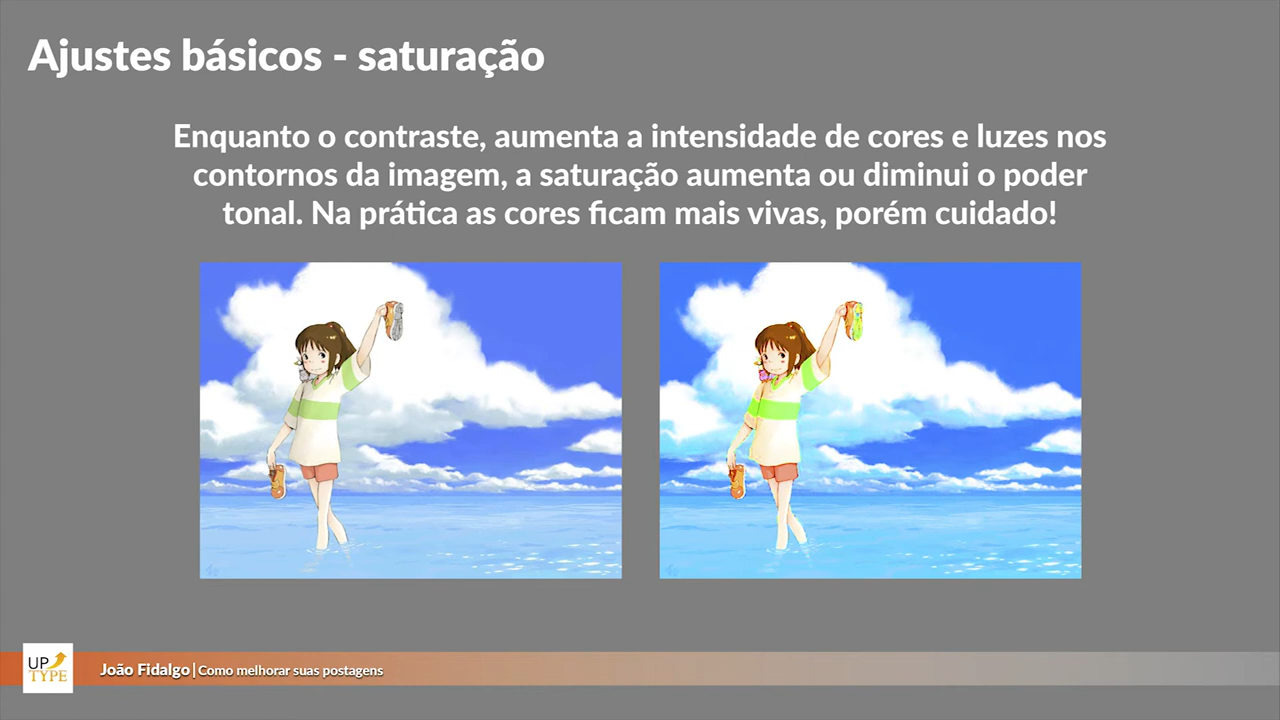 Ajustes básicos - saturação
Enquanto o contraste, aumenta a intensidade de cores e luzes nos
contornos da imagem, a saturação aumenta ou diminui o poder
tonal. Na prática as cores ficam mais vivas, porém cuidado!
UP
TYPE
João Fidalgo|Como melhorar suas postagens